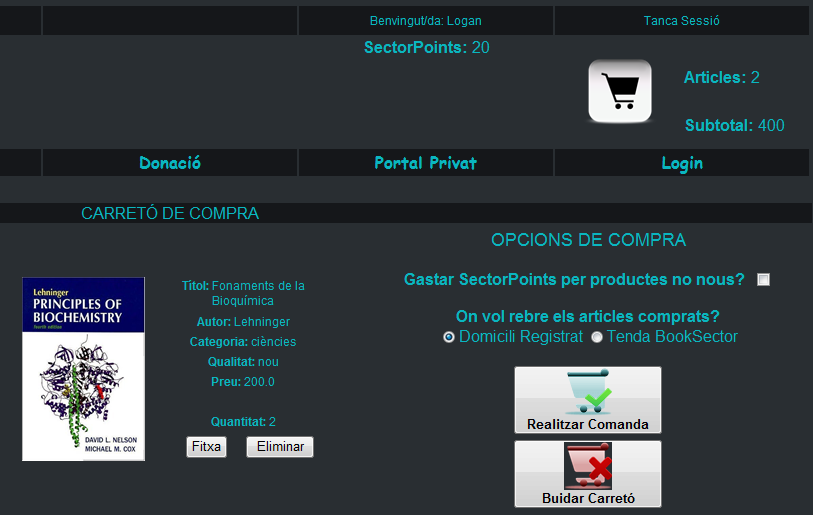 Benvingut/da: Logan
Tanca Sessió
SectorPoints: 20
Articles: 2
Subtotal: 400
Donació
Portal Privat
Login
CARRETÓ DE COMPRA
Lehninger
PRINCIPLES OF
BIOCHEMISTRY
fourth edition
DAVID L. NELSON
MICHAEL M. COX
Títol: Fonaments de la
Bioquímica
Autor: Lehninger
Categoria: ciències
Qualitat: nou
Preu: 200.0
Quantitat: 2
Fitxa
Eliminar
OPCIONS DE COMPRA
Gastar SectorPoints per productes no nous?
On vol rebre els articles comprats?
Domicili Registrat
Tenda BookSector
Realitzar Comanda
Buidar Carretó